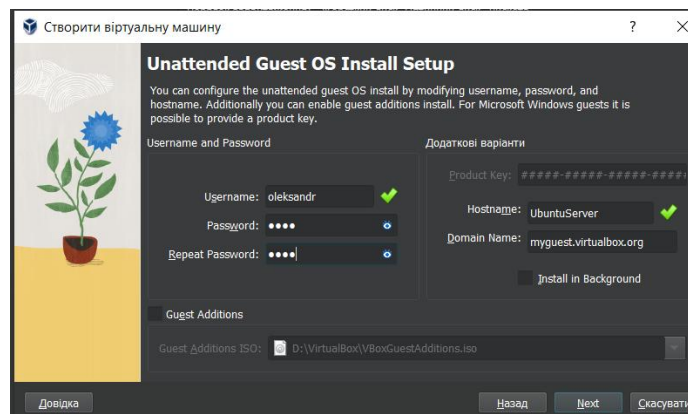 Створити віртуальну машину
?
Unattended Guest OS Install Setup
You can configure the unattended guest OS install by modifying username, password, and
hostname. Additionally you can enable guest additions install. For Microsoft Windows guests it is
possible to provide a product key.
Username and Password
Username: oleksandr
Password: ••••
Repeat Password: ••••
Додаткові варіанти
Product Key: #####-#####-#####-#####
Hostname: UbuntuServer
Domain Name: myguest.virtualbox.org
Install in Background
Guest Additions
Guest Additions ISO: D:\VirtualBox\VBoxGuestAdditions.iso
Довідка
Назад
Next
Скасувати